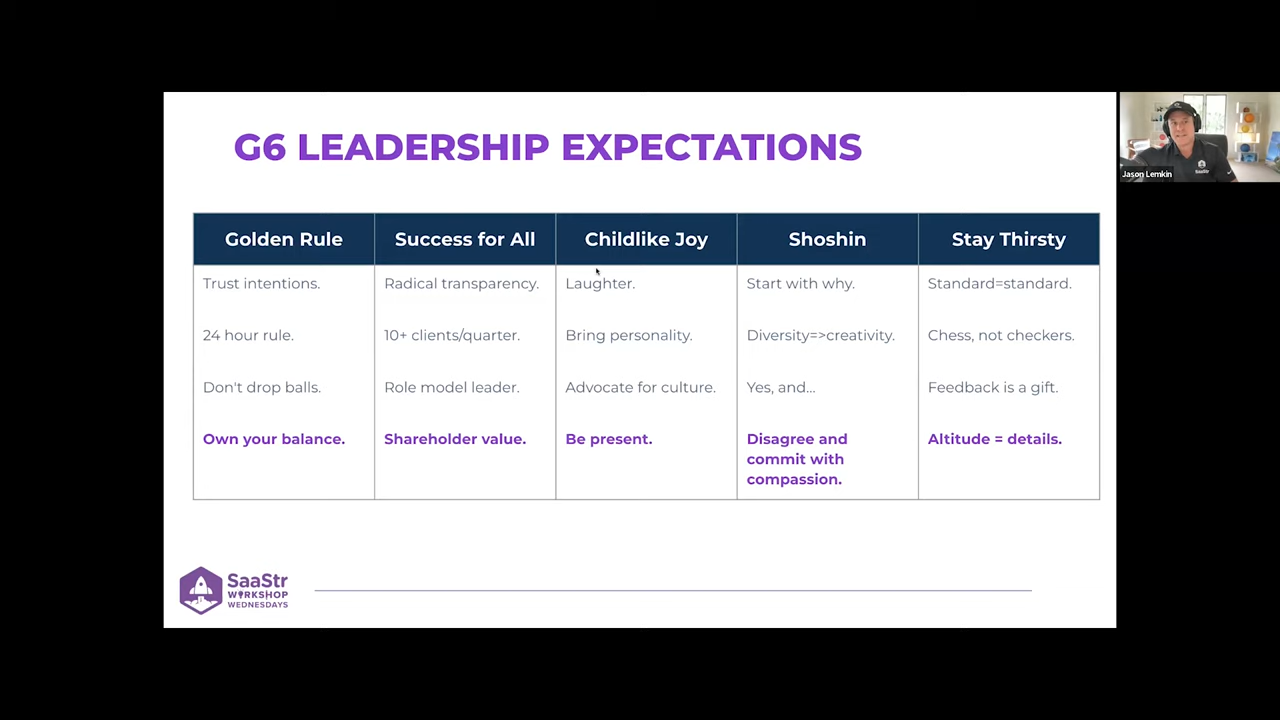 G6 LEADERSHIP EXPECTATIONS
Golden Rule
Success for All
Childlike Joy
Shoshin
Stay Thirsty
Trust intentions.
Radical transparency.
Laughter.
Start with why.
Standard=standard.
24 hour rule.
10+ clients/quarter.
Bring personality.
Diversity=>creativity.
Chess, not checkers.
Don't drop balls.
Role model leader.
Advocate for culture.
Yes, and...
Feedback is a gift.
Own your balance.
Shareholder value.
Be present.
Disagree and
commit with
compassion.
Altitude = details.
SaaStr
WORKSHOP
WEDNESDAYS
Jason Lemkin
SaaStr